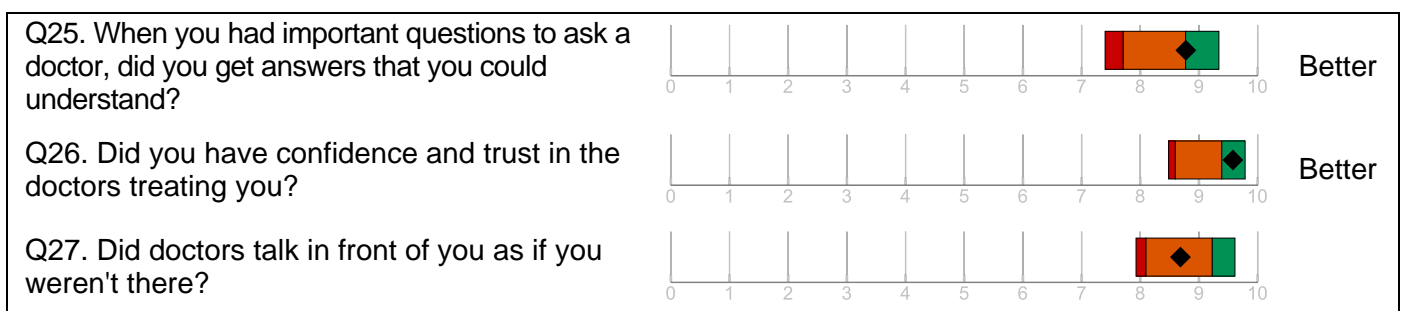 Q25. When you had important questions to ask a
doctor, did you get answers that you could
understand?
0 1 2 3 4 5 6 7 8 9 10
Better
Q26. Did you have confidence and trust in the
doctors treating you?
0 1 2 3 4 5 6 7 8 9 10
Better
Q27. Did doctors talk in front of you as if you
weren't there?
0 1 2 3 4 5 6 7 8 9 10